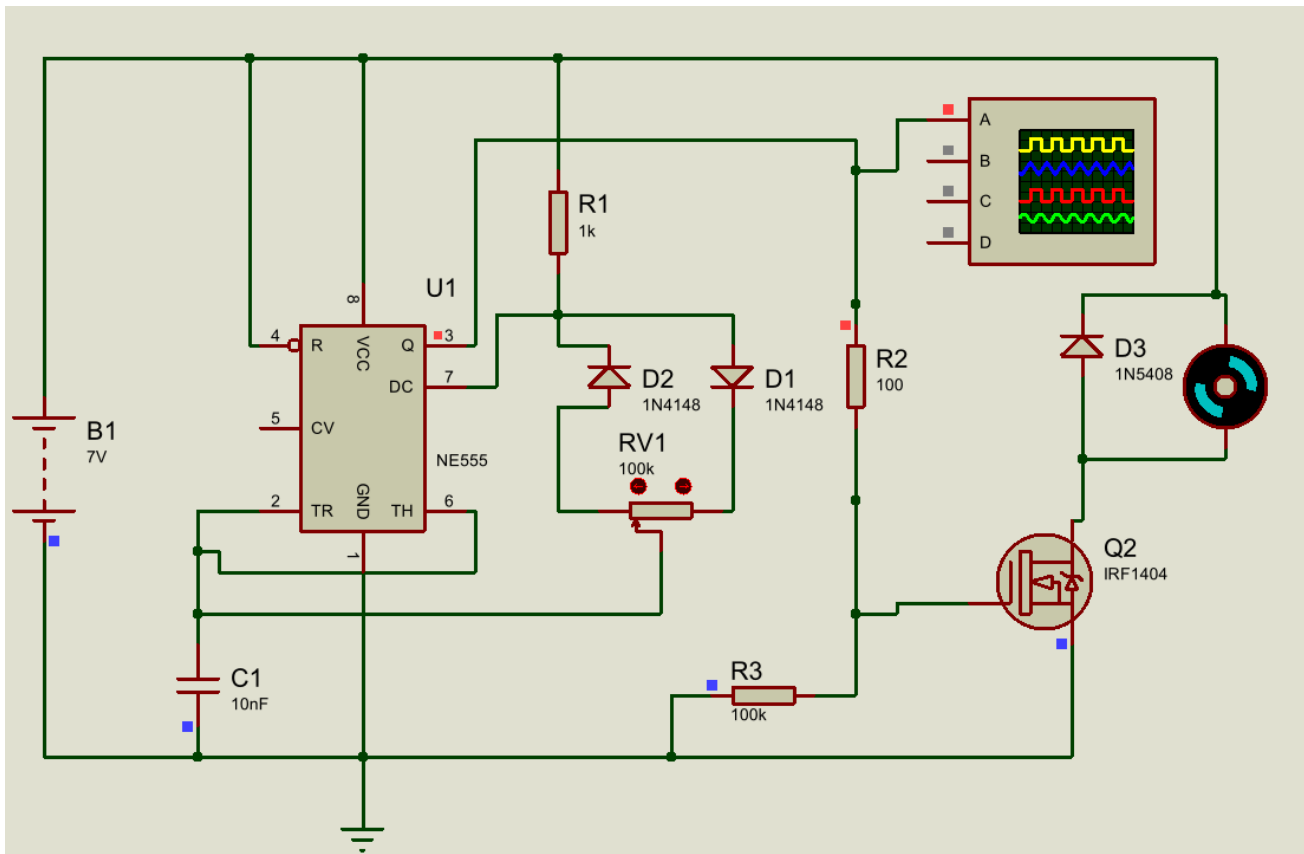 A
B
C
D
R1
1k
U1
8
4
R
VCC
Q
3
DC
7
5
CV
NE555
GND
2
TR
TH
6
1
B1
7V
D2
1N4148
D1
1N4148
RV1
100k
R2
100
D3
1N5408
Q2
IRF1404
C1
10nF
R3
100k